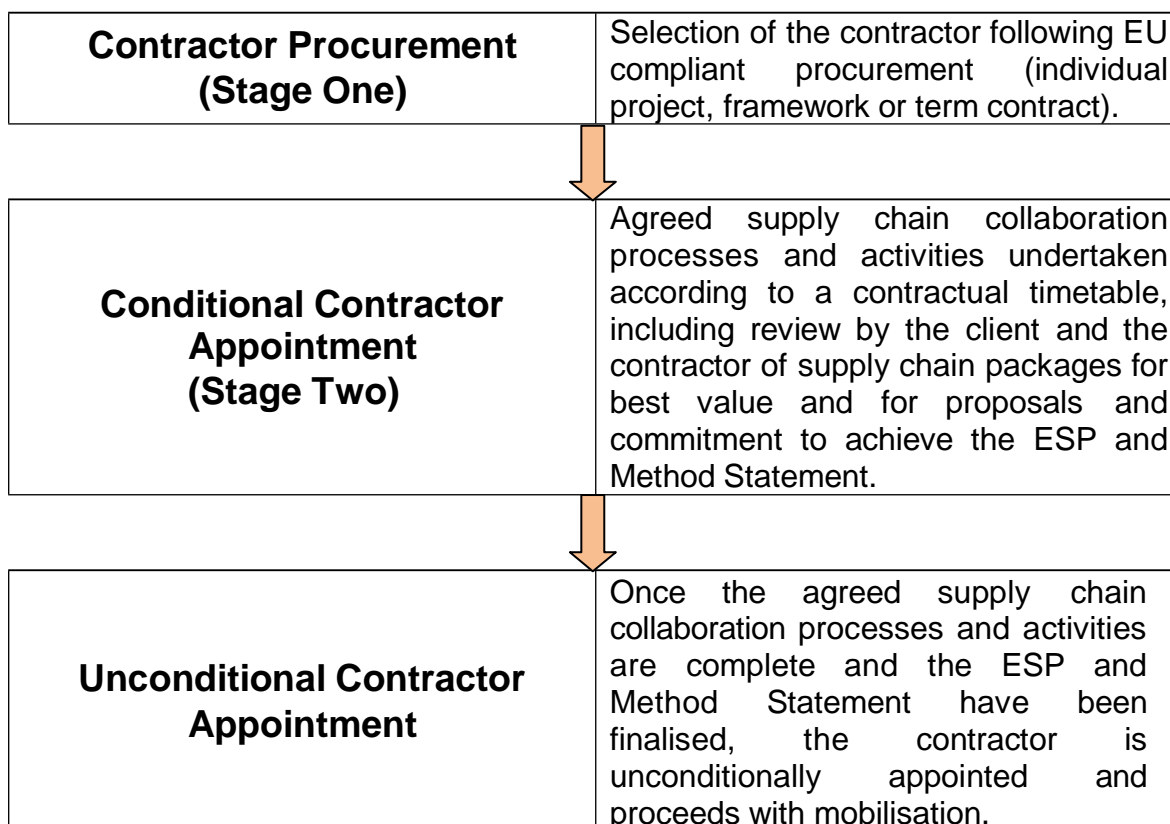 Contractor Procurement
(Stage One)
Selection of the contractor following EU
compliant procurement (individual
project, framework or term contract).
Conditional Contractor
Appointment
(Stage Two)
Agreed supply chain collaboration
processes and activities undertaken
according to a contractual timetable,
including review by the client and the
contractor of supply chain packages for
best value and for proposals and
commitment to achieve the ESP and
Method Statement.
Unconditional Contractor
Appointment
Once the agreed supply chain
collaboration processes and activities
are complete and the ESP and
Method Statement have been
finalised, the contractor is
unconditionally appointed and
proceeds with mobilisation.